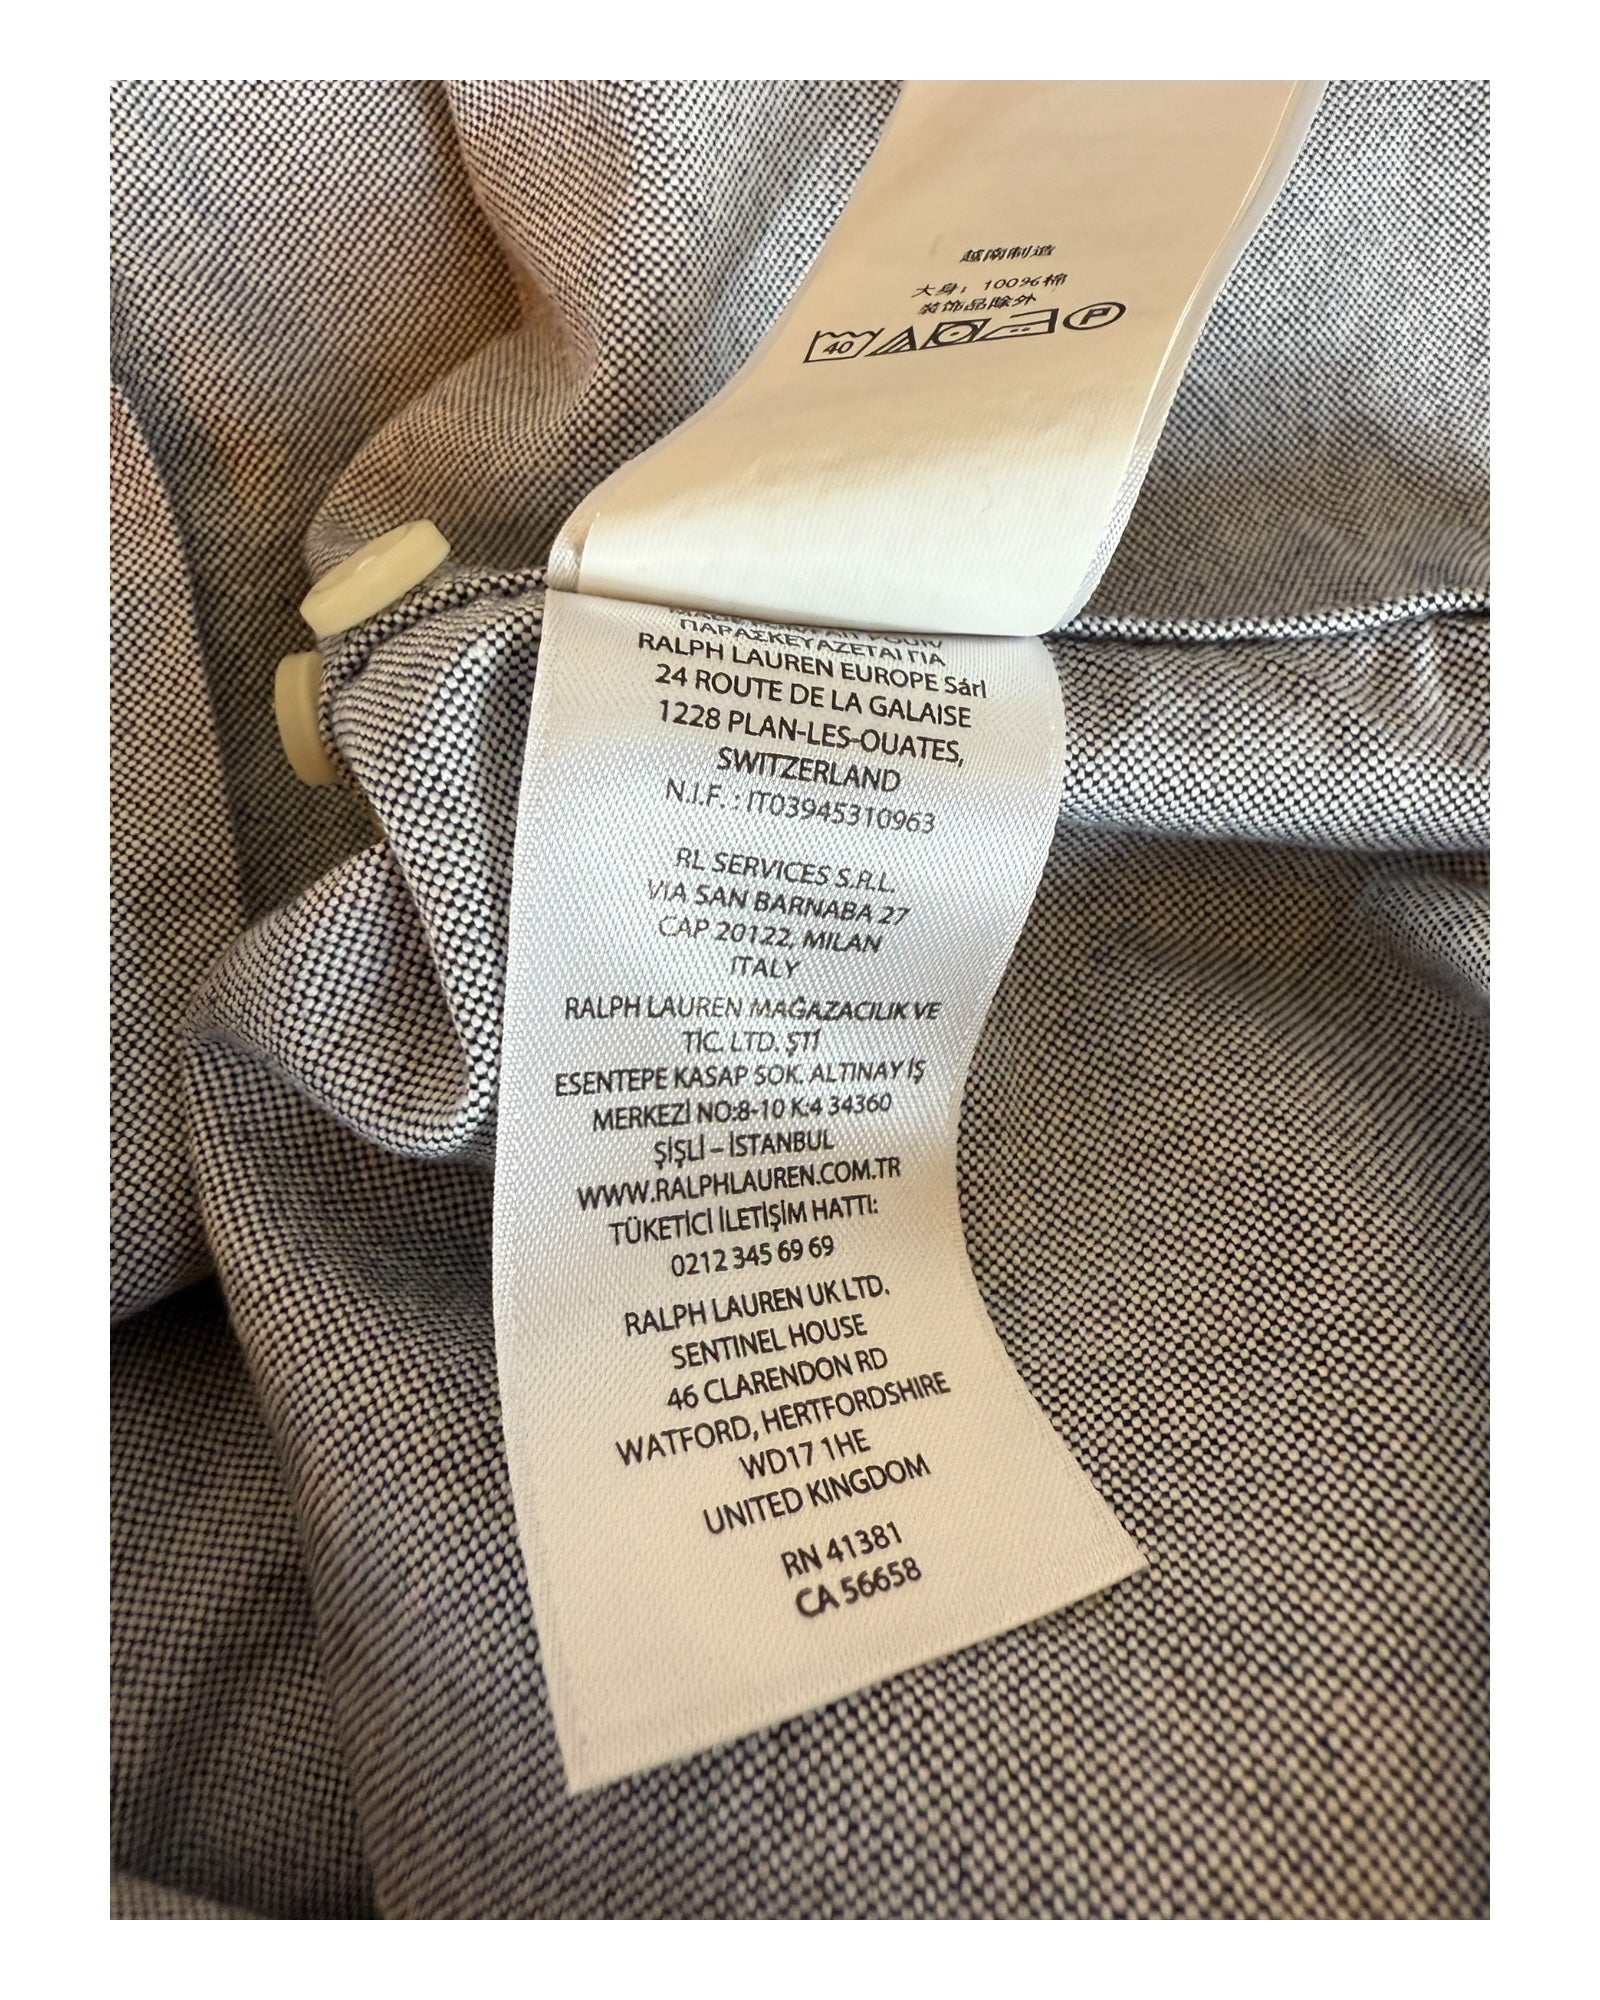 越南制造
大身：100%棉
装饰品除外
40
P
ΠΑΡΑΣΚΕΥΑΖΕΤΑΙ ΓΙΑ
RALPH LAUREN EUROPE Sárl
24 ROUTE DE LA GALAISE
1228 PLAN-LES-OUATES,
SWITZERLAND
N.I.F. : IT03945310963
RL SERVICES S.R.L.
VIA SAN BARNABA 27
CAP 20122, MILAN
ITALY
RALPH LAUREN MAĞAZACILIK VE
TİC. LTD. ŞTİ
ESENTEPE KASAP SOK. ALTINAY İŞ
MERKEZİ NO:8-10 K:4 34360
ŞİŞLİ – İSTANBUL
WWW.RALPHLAUREN.COM.TR
TÜKETİCİ İLETİŞİM HATTI:
0212 345 69 69
RALPH LAUREN UK LTD.
SENTINEL HOUSE
46 CLARENDON RD
WATFORD, HERTFORDSHIRE
WD17 1HE
UNITED KINGDOM
RN 41381
CA 56658